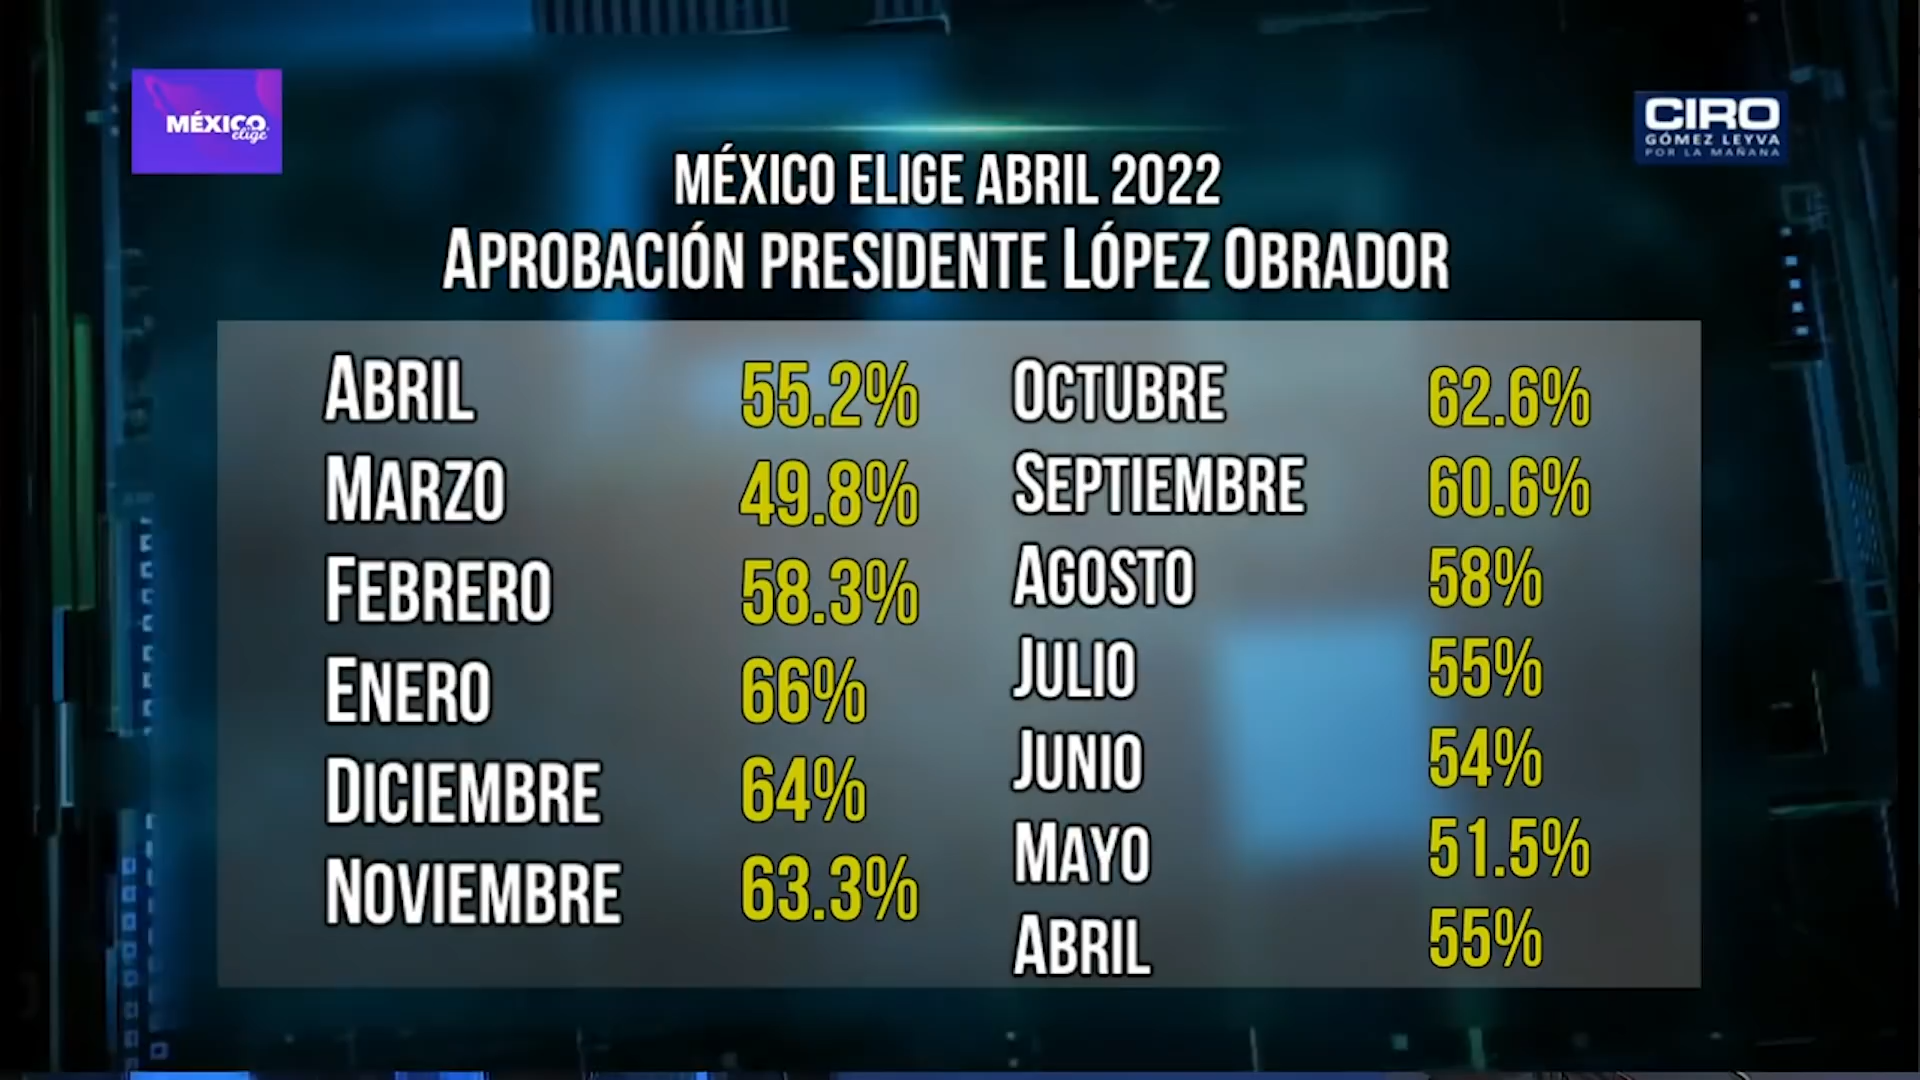 MÉXICO
elige
CIRO
GÓMEZ LEYVA
POR LA MAÑANA
MÉXICO ELIGE ABRIL 2022
APROBACIÓN PRESIDENTE LÓPEZ OBRADOR
ABRIL 55.2%
MARZO 49.8%
FEBRERO 58.3%
ENERO 66%
DICIEMBRE 64%
NOVIEMBRE 63.3%
OCTUBRE 62.6%
SEPTIEMBRE 60.6%
AGOSTO 58%
JULIO 55%
JUNIO 54%
MAYO 51.5%
ABRIL 55%